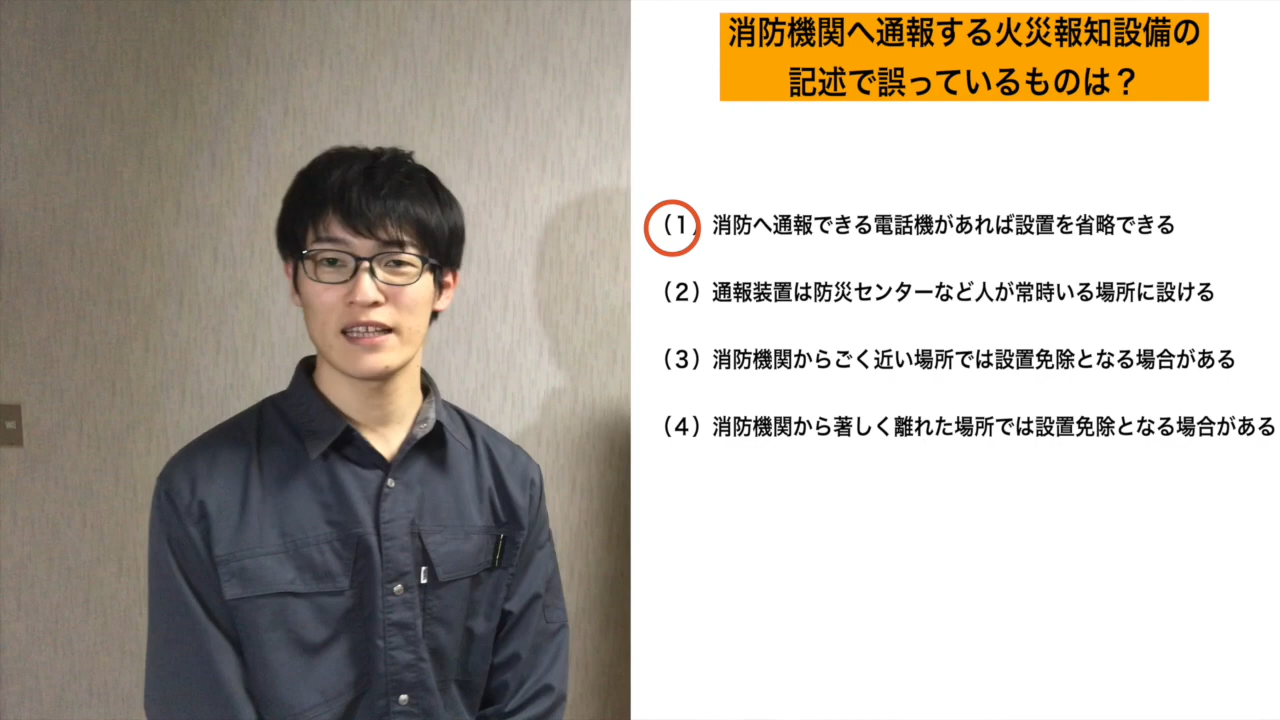 消防機関へ通報する火災報知設備の
記述で誤っているものは？
（1）消防へ通報できる電話機があれば設置を省略できる
（2）通報装置は防災センターなど人が常時いる場所に設ける
（3）消防機関からごく近い場所では設置免除となる場合がある
（4）消防機関から著しく離れた場所では設置免除となる場合がある